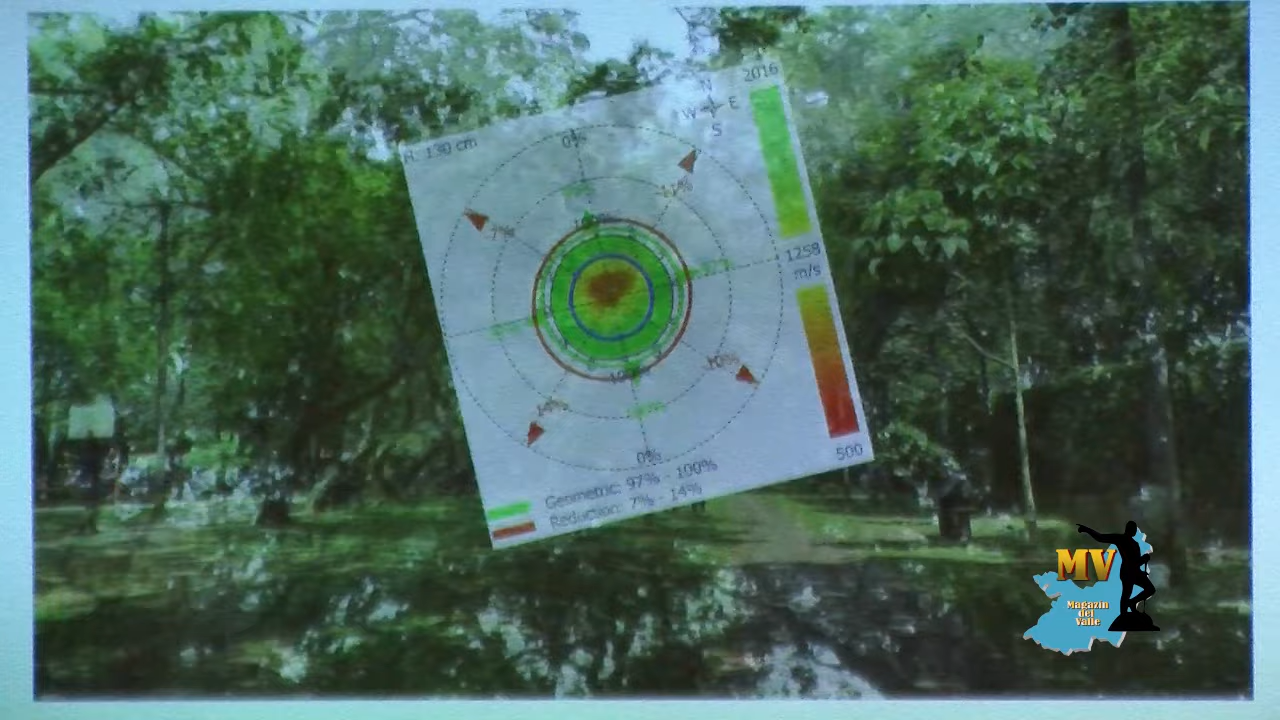 2016
N
W E
S
H: 130 cm
0%
11%
7%
1258
m/s
10%
14%
0%
500
Geometric: 97% - 100%
Reduction: 7% - 14%
MV
Magazin
del
Valle